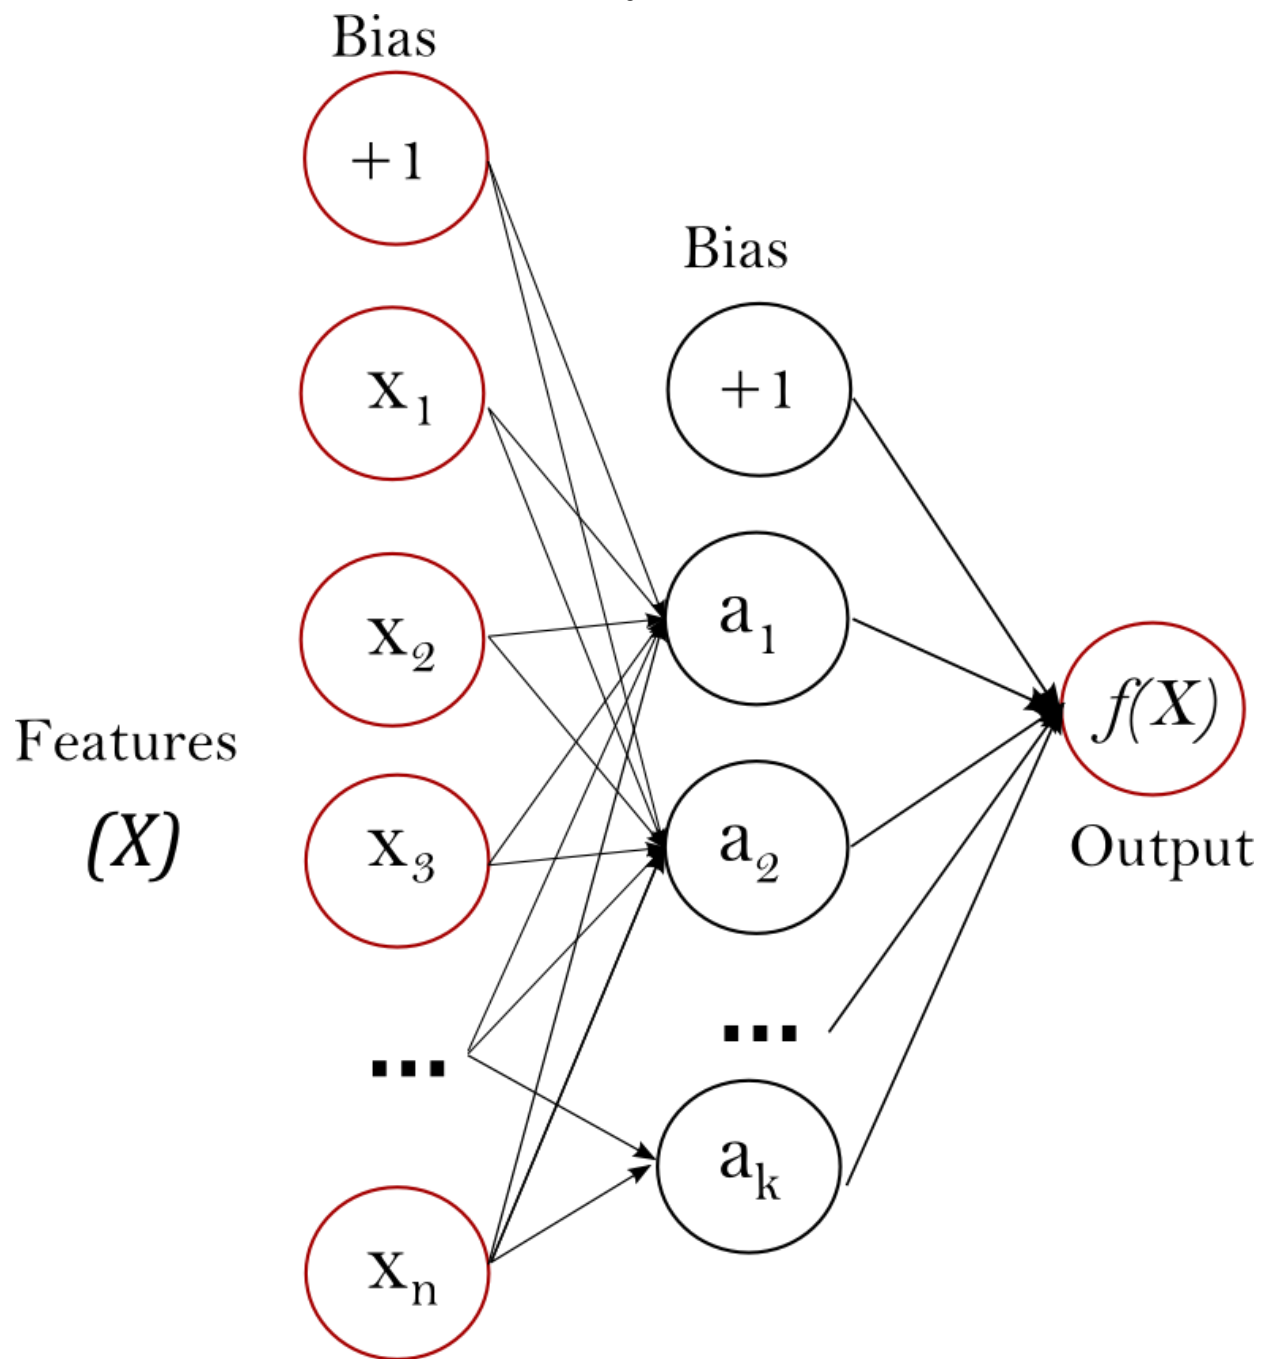 Bias
+1
x1
x2
x3
...
xn
Features
(X)
Bias
+1
a1
a2
...
ak
f(X)
Output